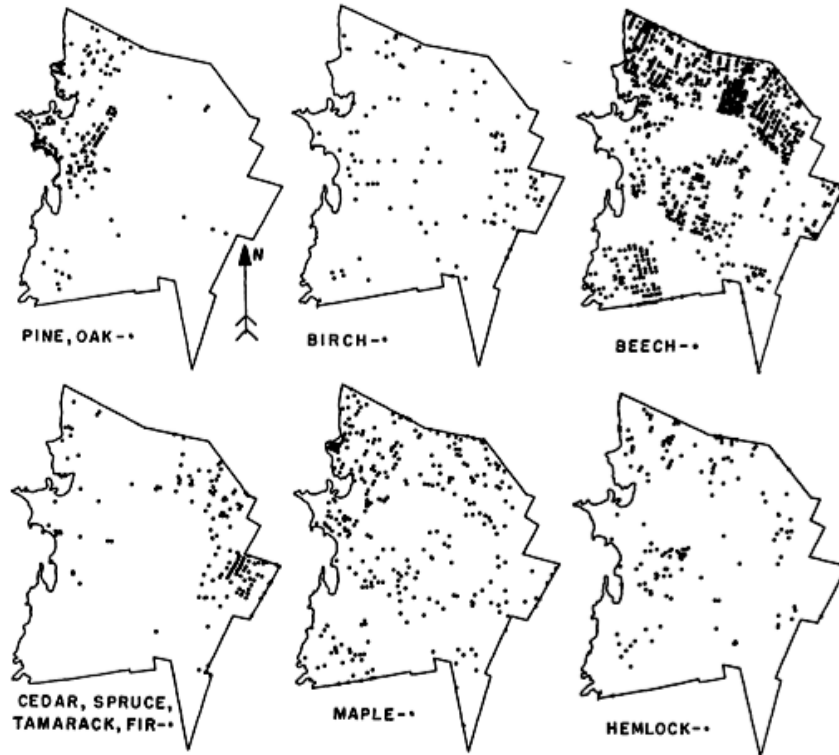 N
PINE, OAK-•
BIRCH-•
BEECH-•
CEDAR, SPRUCE,
TAMARACK, FIR-•
MAPLE-•
HEMLOCK-•